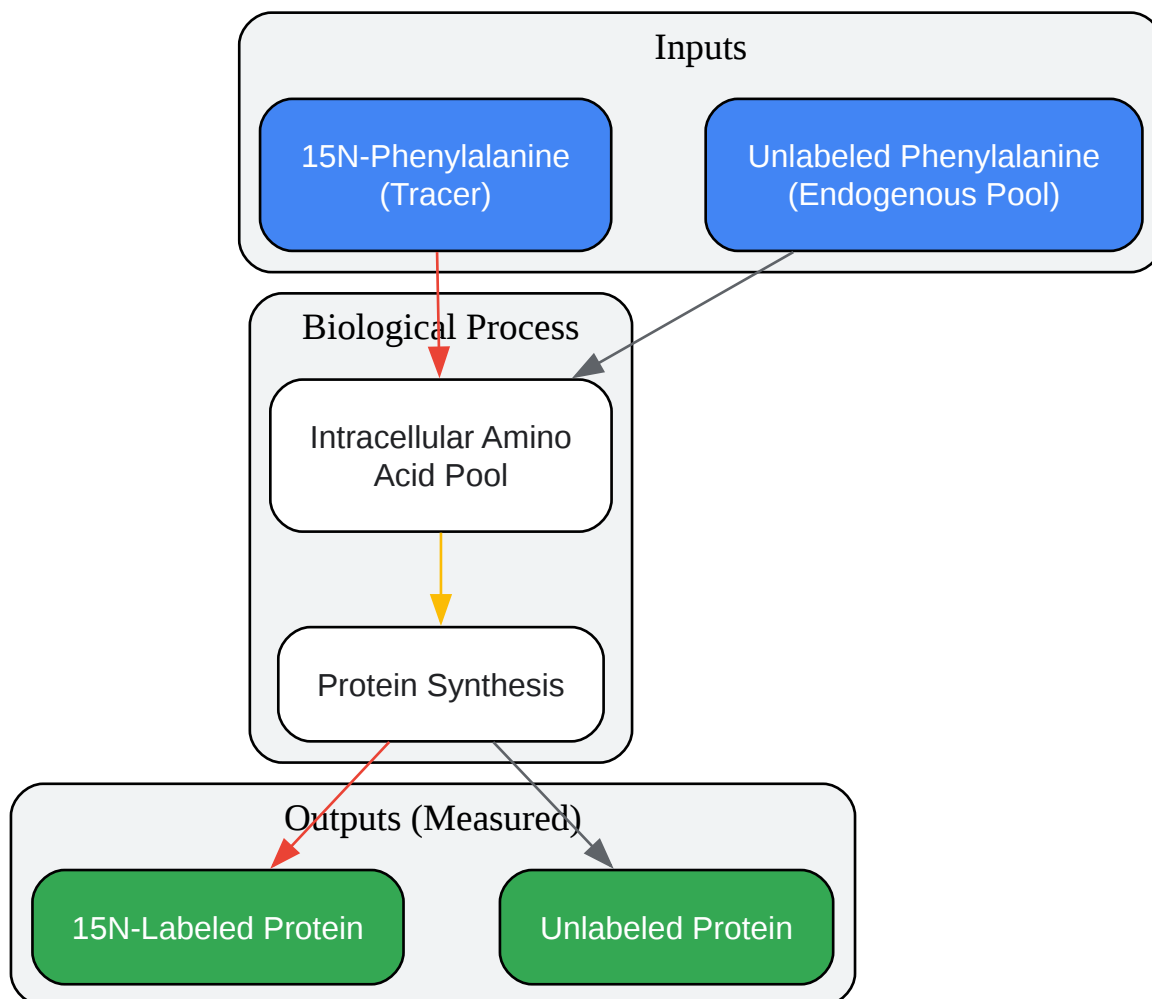 Inputs
15N-Phenylalanine
(Tracer)
Unlabeled Phenylalanine
(Endogenous Pool)
Biological Process
Intracellular Amino
Acid Pool
Protein Synthesis
Outputs (Measured)
15N-Labeled Protein
Unlabeled Protein